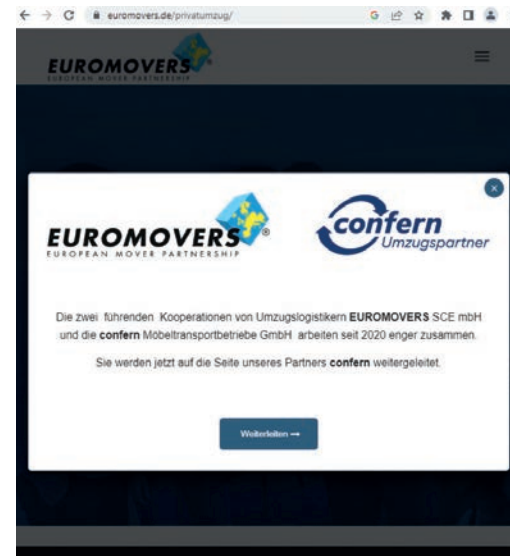 euromovers.de/privatumzug/
EUROMOVERS
EUROPEAN MOVER PARTNERSHIP
EUROMOVERS®
EUROPEAN MOVER PARTNERSHIP
confern
Umzugspartner
Die zwei führenden Kooperationen von Umzugslogistikern EUROMOVERS SCE mbH
und die confern Möbeltransportbetriebe GmbH arbeiten seit 2020 enger zusammen.
Sie werden jetzt auf die Seite unseres Partners confern weitergeleitet.
Weiterleiten →